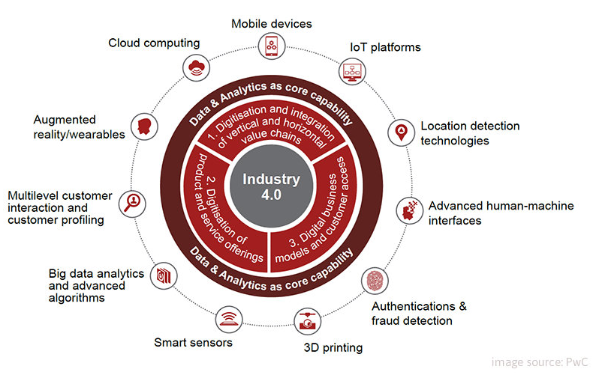 Mobile devices
Cloud computing
IoT platforms
Augmented
reality/wearables
Location detection
technologies
Multilevel customer
interaction and
customer profiling
Advanced human-machine
interfaces
Big data analytics
and advanced
algorithms
Authentications &
fraud detection
Smart sensors
3D printing
Data & Analytics as core capability
1. Digitisation and integration
of vertical and horizontal
value chains
2. Digitisation of
product and service offerings
3. Digital business
models and customer access
Industry
4.0
Data & Analytics as core capability
image source: PwC